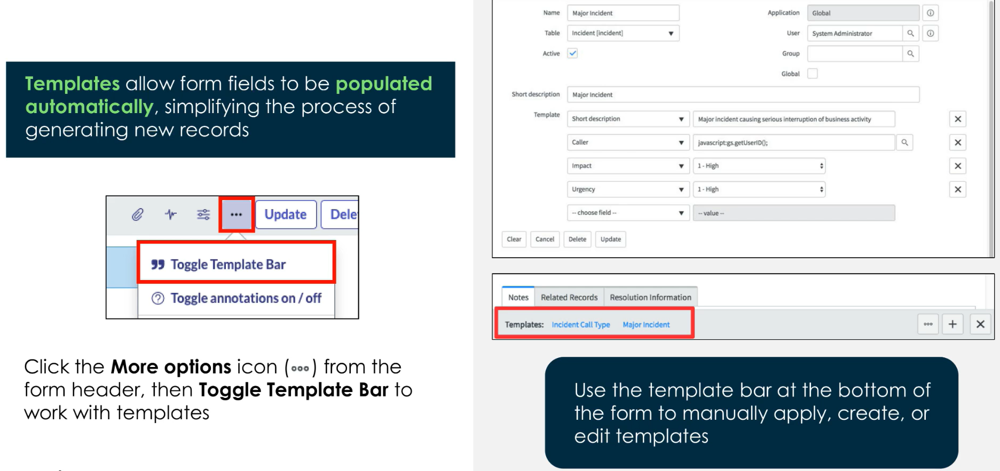 Templates allow form fields to be populated
automatically, simplifying the process of
generating new records
Update Dele
Toggle Template Bar
Toggle annotations on / off
Click the More options icon (ooo) from the
form header, then Toggle Template Bar to
work with templates
Name Major Incident Application Global
Table Incident [incident] User System Administrator
Active Group
Global
Short description Major Incident
Template Short description Major incident causing serious interruption of business activity
Caller javascript:gs.getUserID();
Impact 1 - High
Urgency 1 - High
-- choose field -- -- value --
Clear Cancel Delete Update
Notes Related Records Resolution Information
Templates: Incident Call Type Major Incident
Use the template bar at the bottom of
the form to manually apply, create, or
edit templates